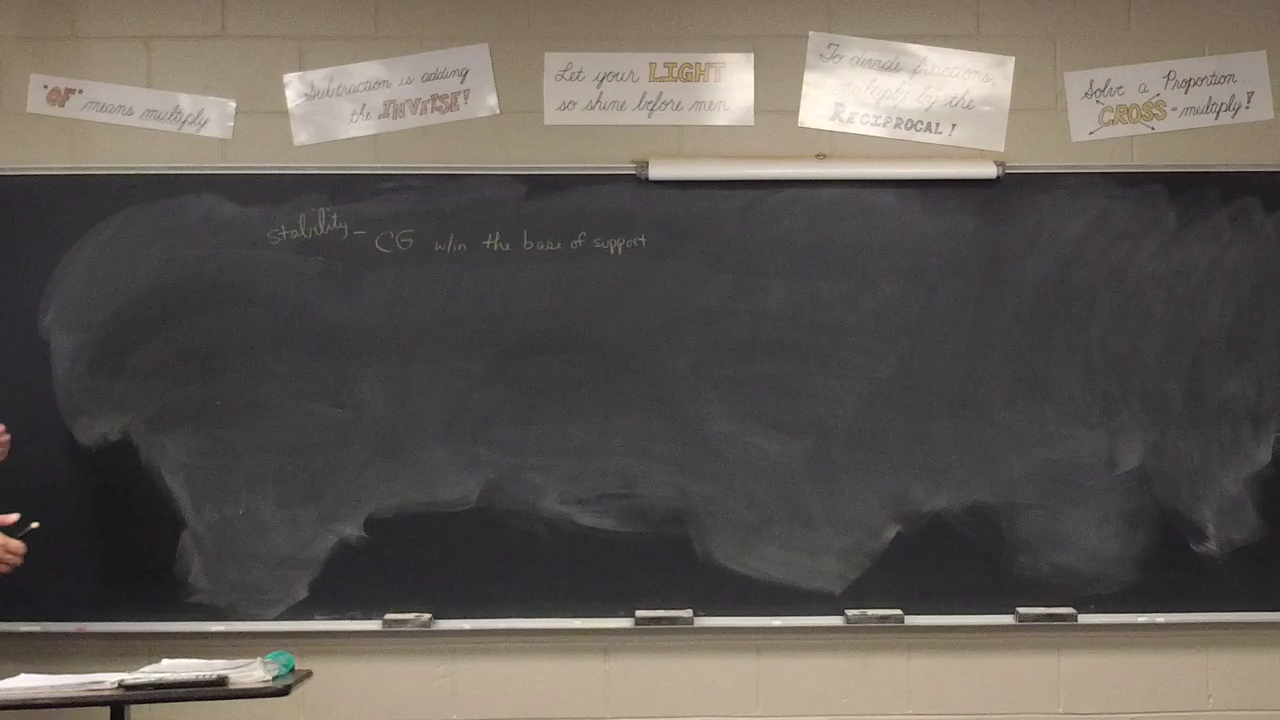 "OF" means multiply
Subtraction is adding
the INVERSE!
Let your LIGHT
so shine before men
To divide fractions,
multiply by the
RECIPROCAL!
Solve a Proportion..
CROSS-multiply!
stability - CG w/in the base of support